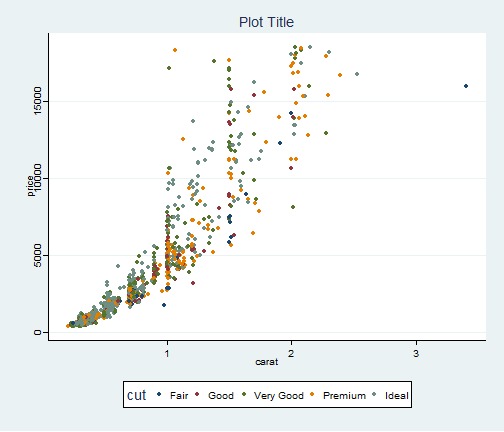 Plot Title
15000
10000
5000
0
price
1 2 3
carat
cut Fair Good Very Good Premium Ideal